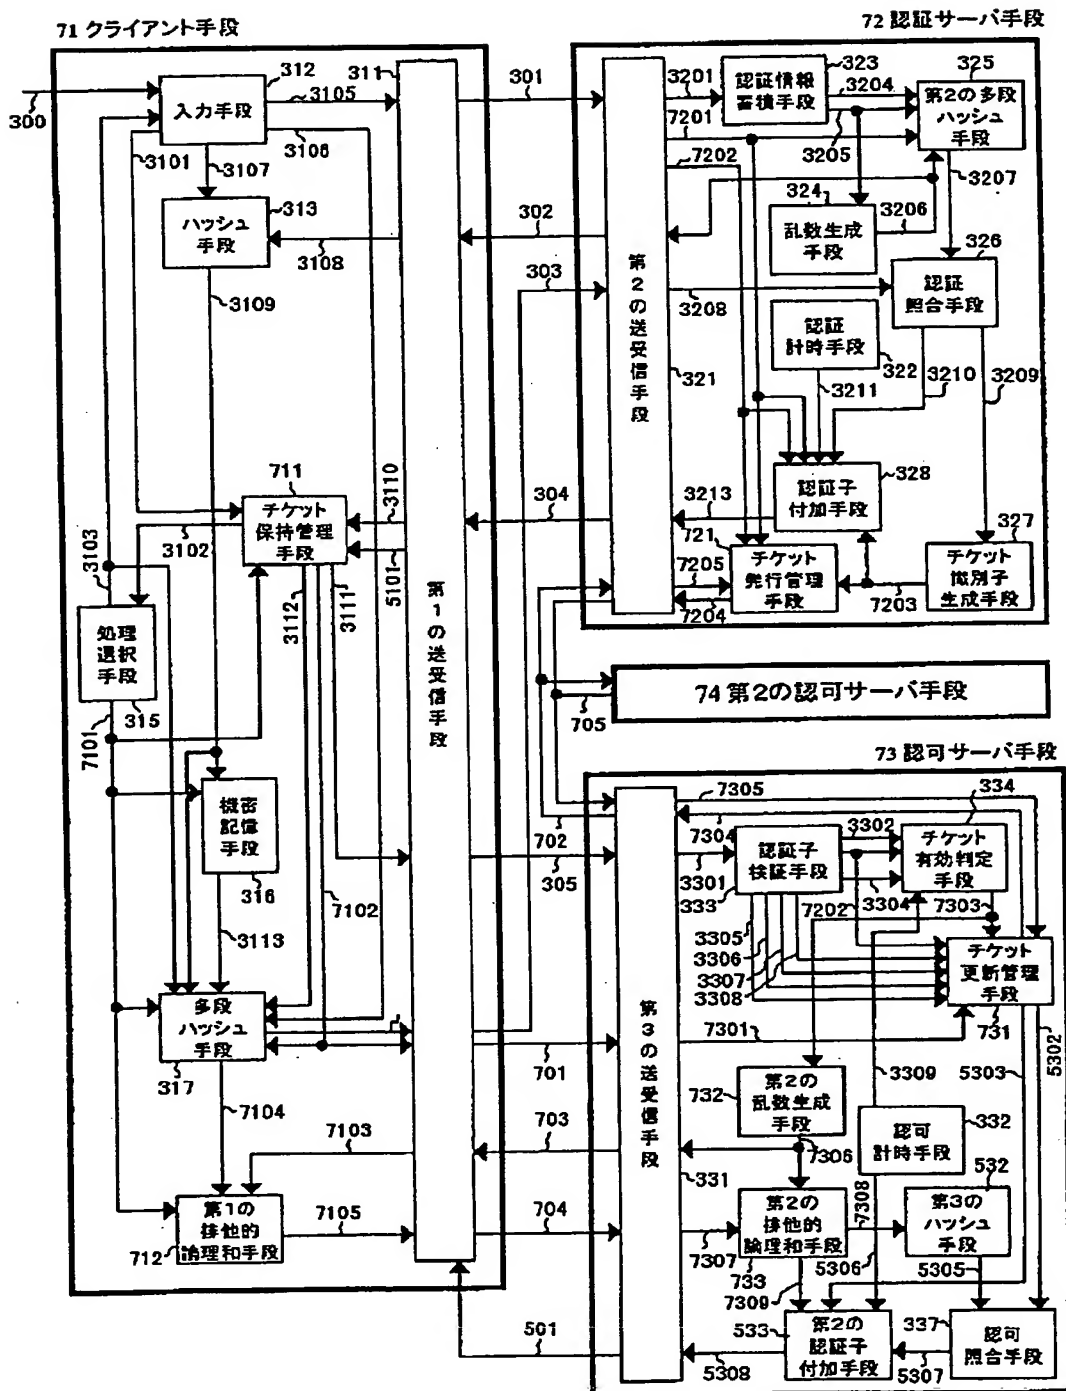 71 クライアント手段
300
312
入力手段
3105
3106
3101
3107
313
ハッシュ
手段
3108
3109
311
第1の送受信手段
711
チケット
保持管理
手段
3110
5101
3102
3103
3112
3111
処理
選択
手段
315
7101
機密
記憶
手段
316
3113
7102
多段
ハッシュ
手段
317
7104
7103
第1の
排他的
論理和手段
712
7105
301
302
303
304
702
305
701
703
704
501
705
72 認証サーバ手段
第2の送受信手段
321
3201
7201
7202
323
認証情報
蓄積手段
3204
3205
325
第2の多段
ハッシュ
手段
3207
324
乱数生成
手段
3206
326
認証
照合手段
3208
認証
計時手段
322
3211
3210
3209
328
認証子
付加手段
3213
327
チケット
識別子
生成手段
7203
721
チケット
発行管理
手段
7205
7204
74 第2の認可サーバ手段
73 認可サーバ手段
第3の送受信手段
331
7305
7304
334
3302
チケット
有効判定
手段
認証子
検証手段
333
3301
3304
7202
7303
3305
3306
3307
3308
チケット
更新管理
手段
731
7301
5302
5303
3309
732
第2の
乱数生成
手段
7306
認可
計時手段
332
532
第3の
ハッシュ
手段
5305
7308
第2の
排他的
論理和手段
733
7307
7309
5306
533
第2の
認証子
付加手段
5308
337
認可
照合手段
5307